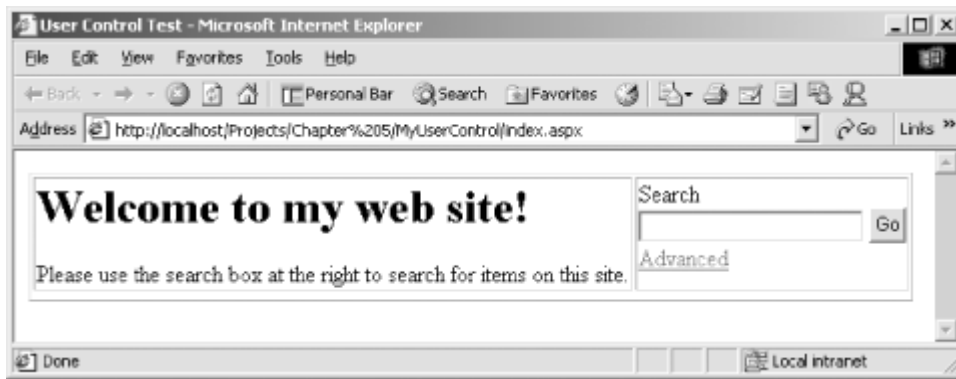 User Control Test - Microsoft Internet Explorer
File Edit View Favorites Tools Help
Back Personal Bar Search Favorites
Address http://localhost/Projects/Chapter%205/MyUserControl/index.aspx Go Links »
Welcome to my web site!
Please use the search box at the right to search for items on this site.
Search
Go
Advanced
Done Local intranet